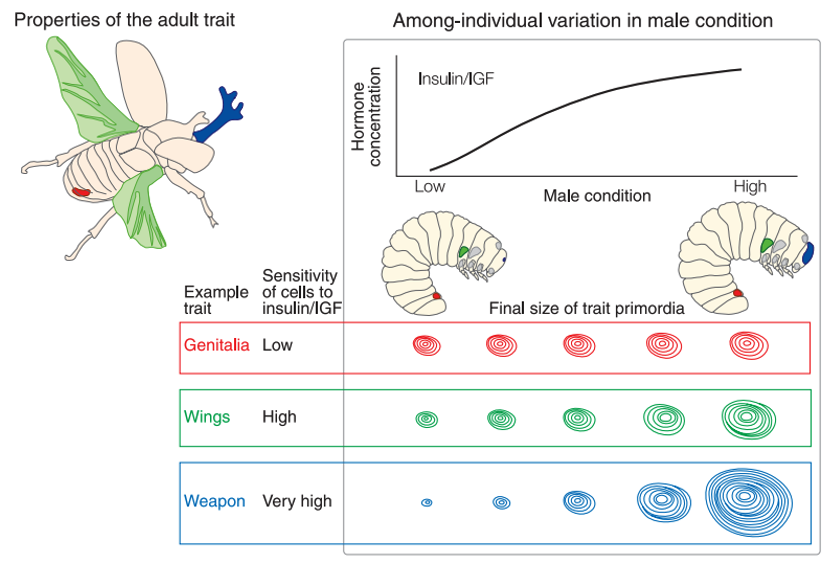 Properties of the adult trait
Among-individual variation in male condition
Hormone
concentration
Insulin/IGF
Low
High
Male condition
Example
trait
Sensitivity
of cells to
insulin/IGF
Final size of trait primordia
Genitalia Low
Wings High
Weapon Very high